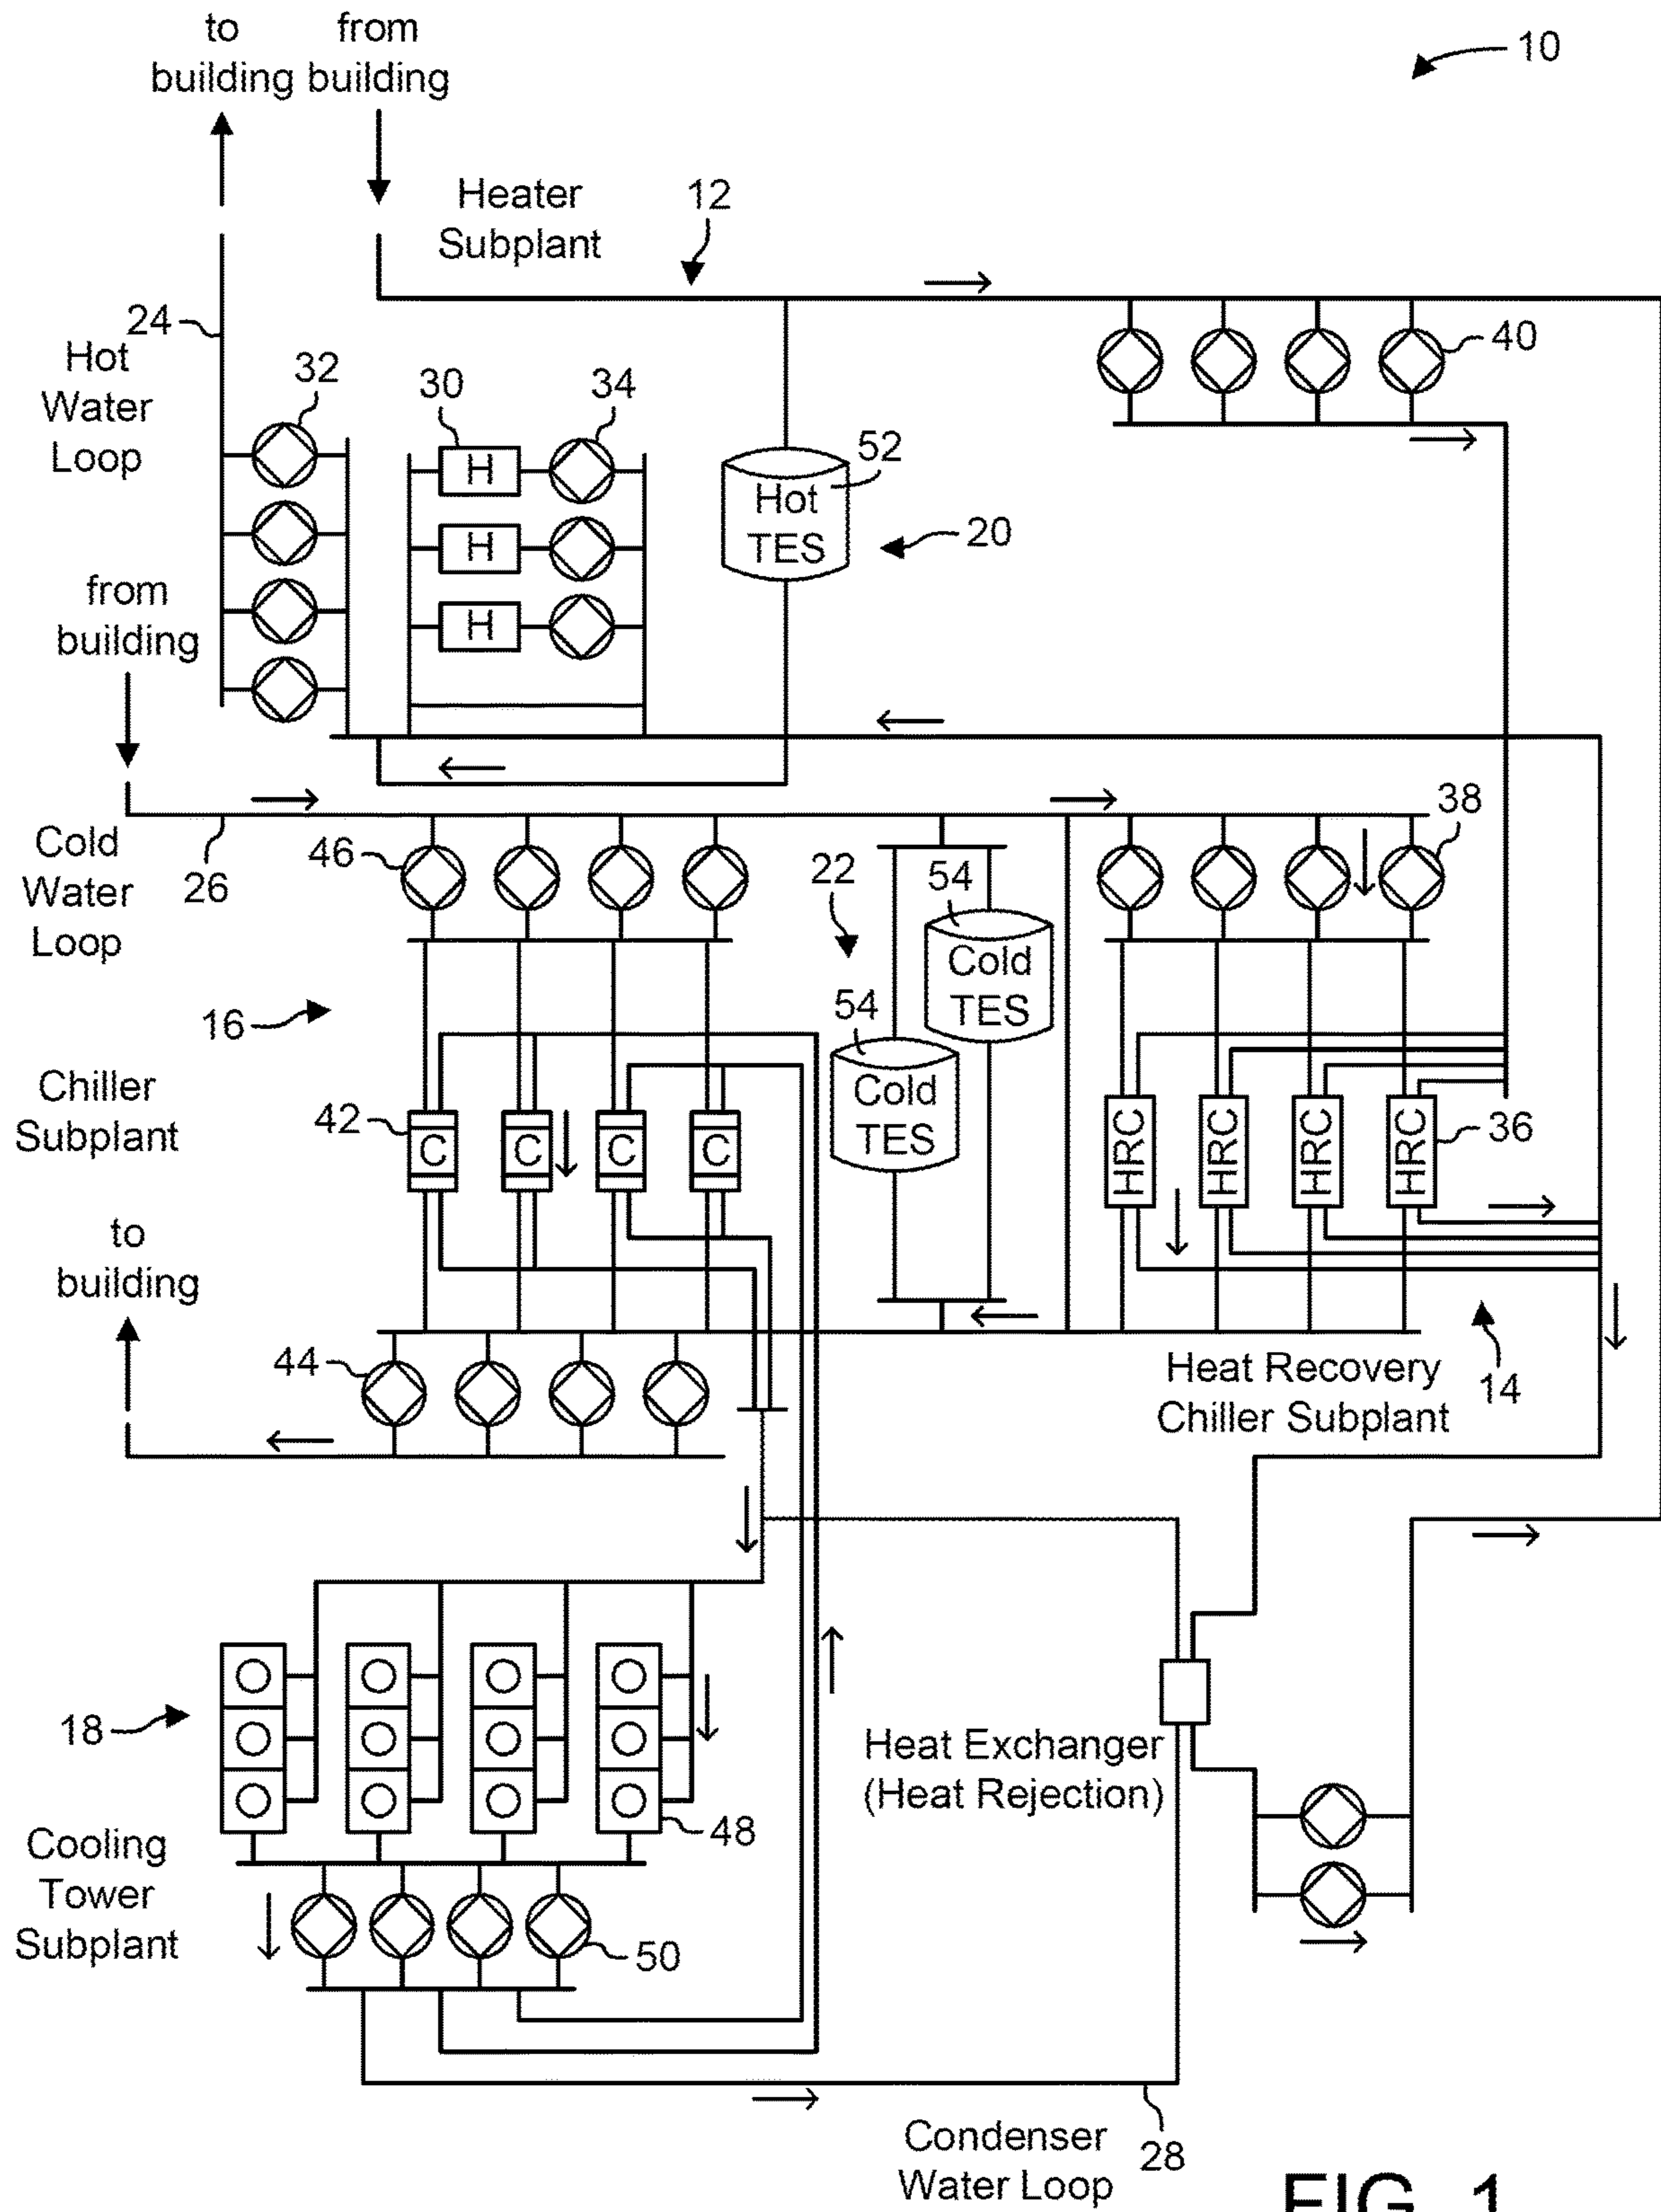 to
building
from
building
10
Heater
Subplant
12
24
Hot
Water
Loop
32
30
34
40
H
H
H
Hot
TES
52
20
from
building
Cold
Water
Loop
26
46
22
54
Cold
TES
54
Cold
TES
38
16
Chiller
Subplant
42
C
C
C
C
HRC
HRC
HRC
HRC
36
to
building
44
Heat Recovery
Chiller Subplant
14
18
Heat Exchanger
(Heat Rejection)
48
Cooling
Tower
Subplant
50
Condenser
Water Loop
28
FIG. 1